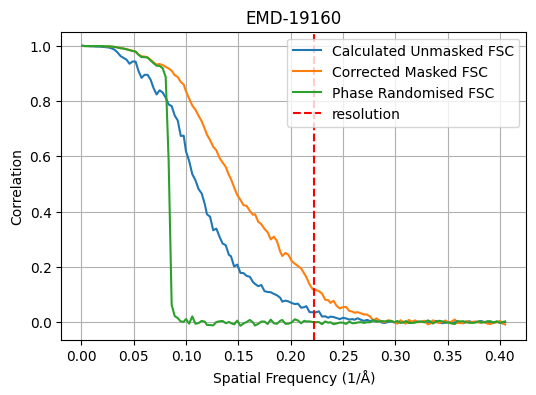 EMD-19160
Calculated Unmasked FSC
Corrected Masked FSC
Phase Randomised FSC
resolution
Correlation
1.0
0.8
0.6
0.4
0.2
0.0
0.00 0.05 0.10 0.15 0.20 0.25 0.30 0.35 0.40
Spatial Frequency (1/Å)